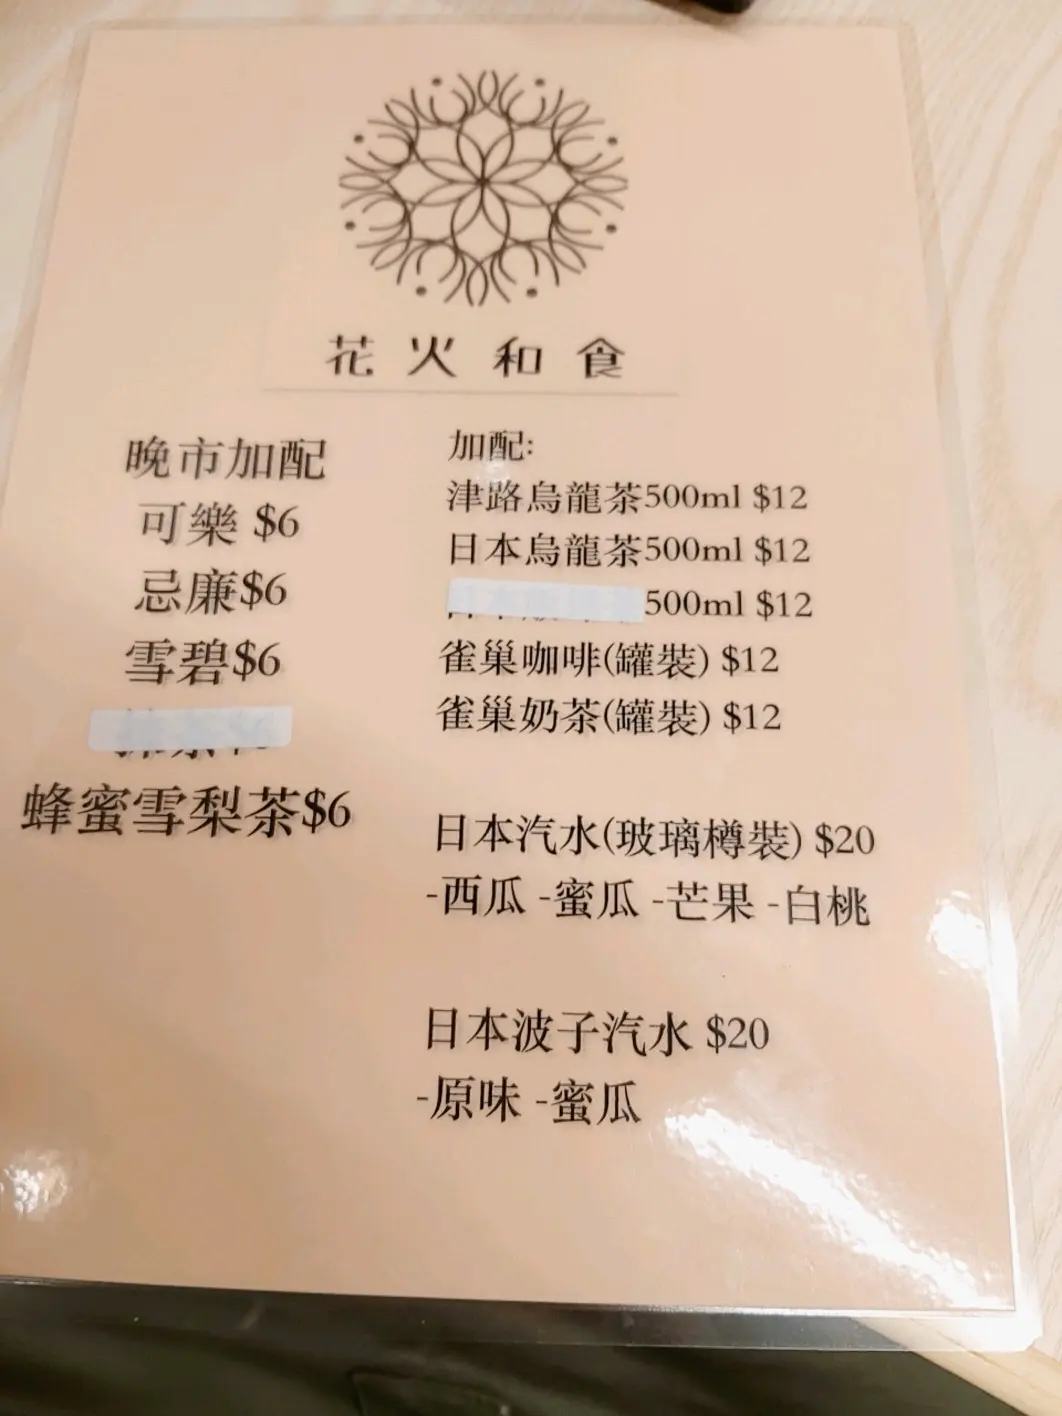 花火和食
晚市加配
可樂 $6
忌廉$6
雪碧$6
蜂蜜雪梨茶$6
加配:
津路烏龍茶500ml $12
日本烏龍茶500ml $12
500ml $12
雀巢咖啡(罐裝) $12
雀巢奶茶(罐裝) $12
日本汽水(玻璃樽裝) $20
-西瓜 -蜜瓜 -芒果 -白桃
日本波子汽水 $20
-原味 -蜜瓜